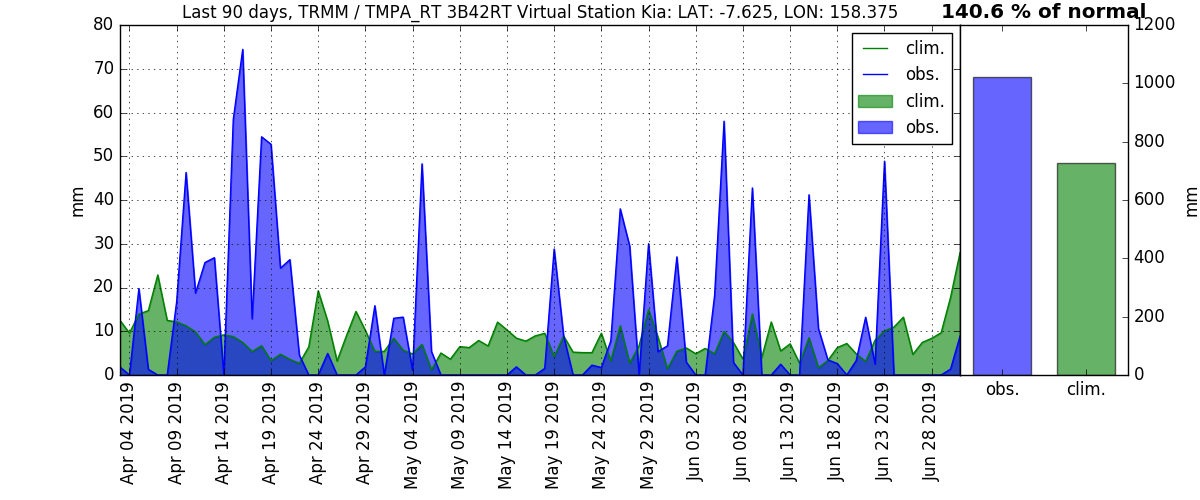 Last 90 days, TRMM / TMPA_RT 3B42RT Virtual Station Kia: LAT: -7.625, LON: 158.375
140.6 % of normal
80
70
60
50
40
30
20
10
0
mm
clim.
obs.
clim.
obs.
1200
1000
800
600
400
200
0
mm
Apr 04 2019
Apr 09 2019
Apr 14 2019
Apr 19 2019
Apr 24 2019
Apr 29 2019
May 04 2019
May 09 2019
May 14 2019
May 19 2019
May 24 2019
May 29 2019
Jun 03 2019
Jun 08 2019
Jun 13 2019
Jun 18 2019
Jun 23 2019
Jun 28 2019
obs.
clim.